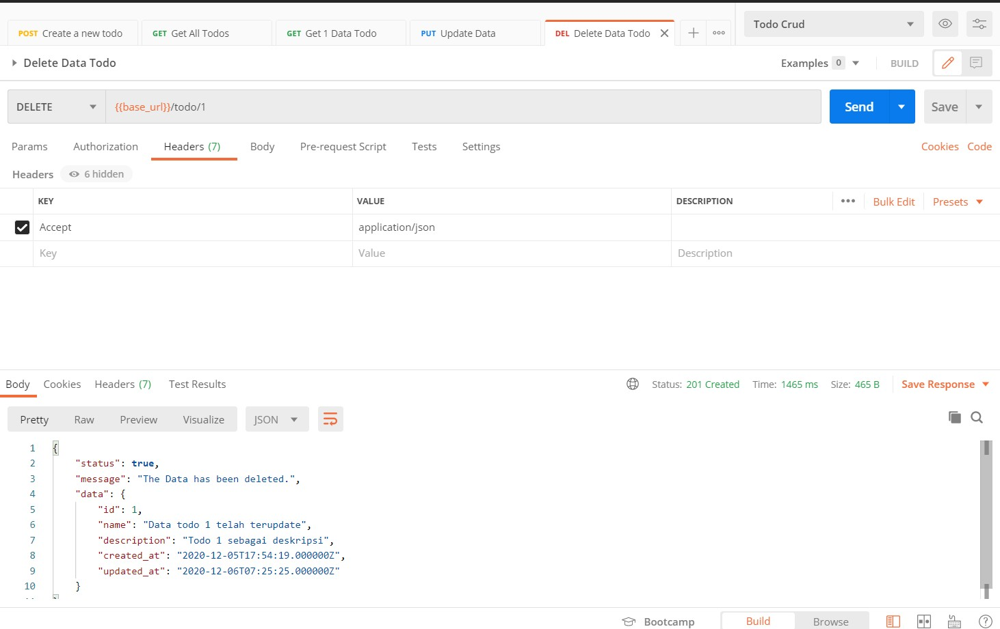 POST Create a new todo GET Get All Todos GET Get 1 Data Todo PUT Update Data DEL Delete Data Todo Todo Crud
Delete Data Todo Examples 0 BUILD
DELETE {{base_url}}/todo/1 Send Save
Params Authorization Headers (7) Body Pre-request Script Tests Settings Cookies Code
Headers 6 hidden
KEY VALUE DESCRIPTION Bulk Edit Presets
Accept application/json
Key Value Description
Body Cookies Headers (7) Test Results Status: 201 Created Time: 1465 ms Size: 465 B Save Response
Pretty Raw Preview Visualize JSON
1 {
2 "status": true,
3 "message": "The Data has been deleted.",
4 "data": {
5 "id": 1,
6 "name": "Data todo 1 telah terupdate",
7 "description": "Todo 1 sebagai deskripsi",
8 "created_at": "2020-12-05T17:54:19.000000Z",
9 "updated_at": "2020-12-06T07:25:25.000000Z"
10 }
Bootcamp Build Browse